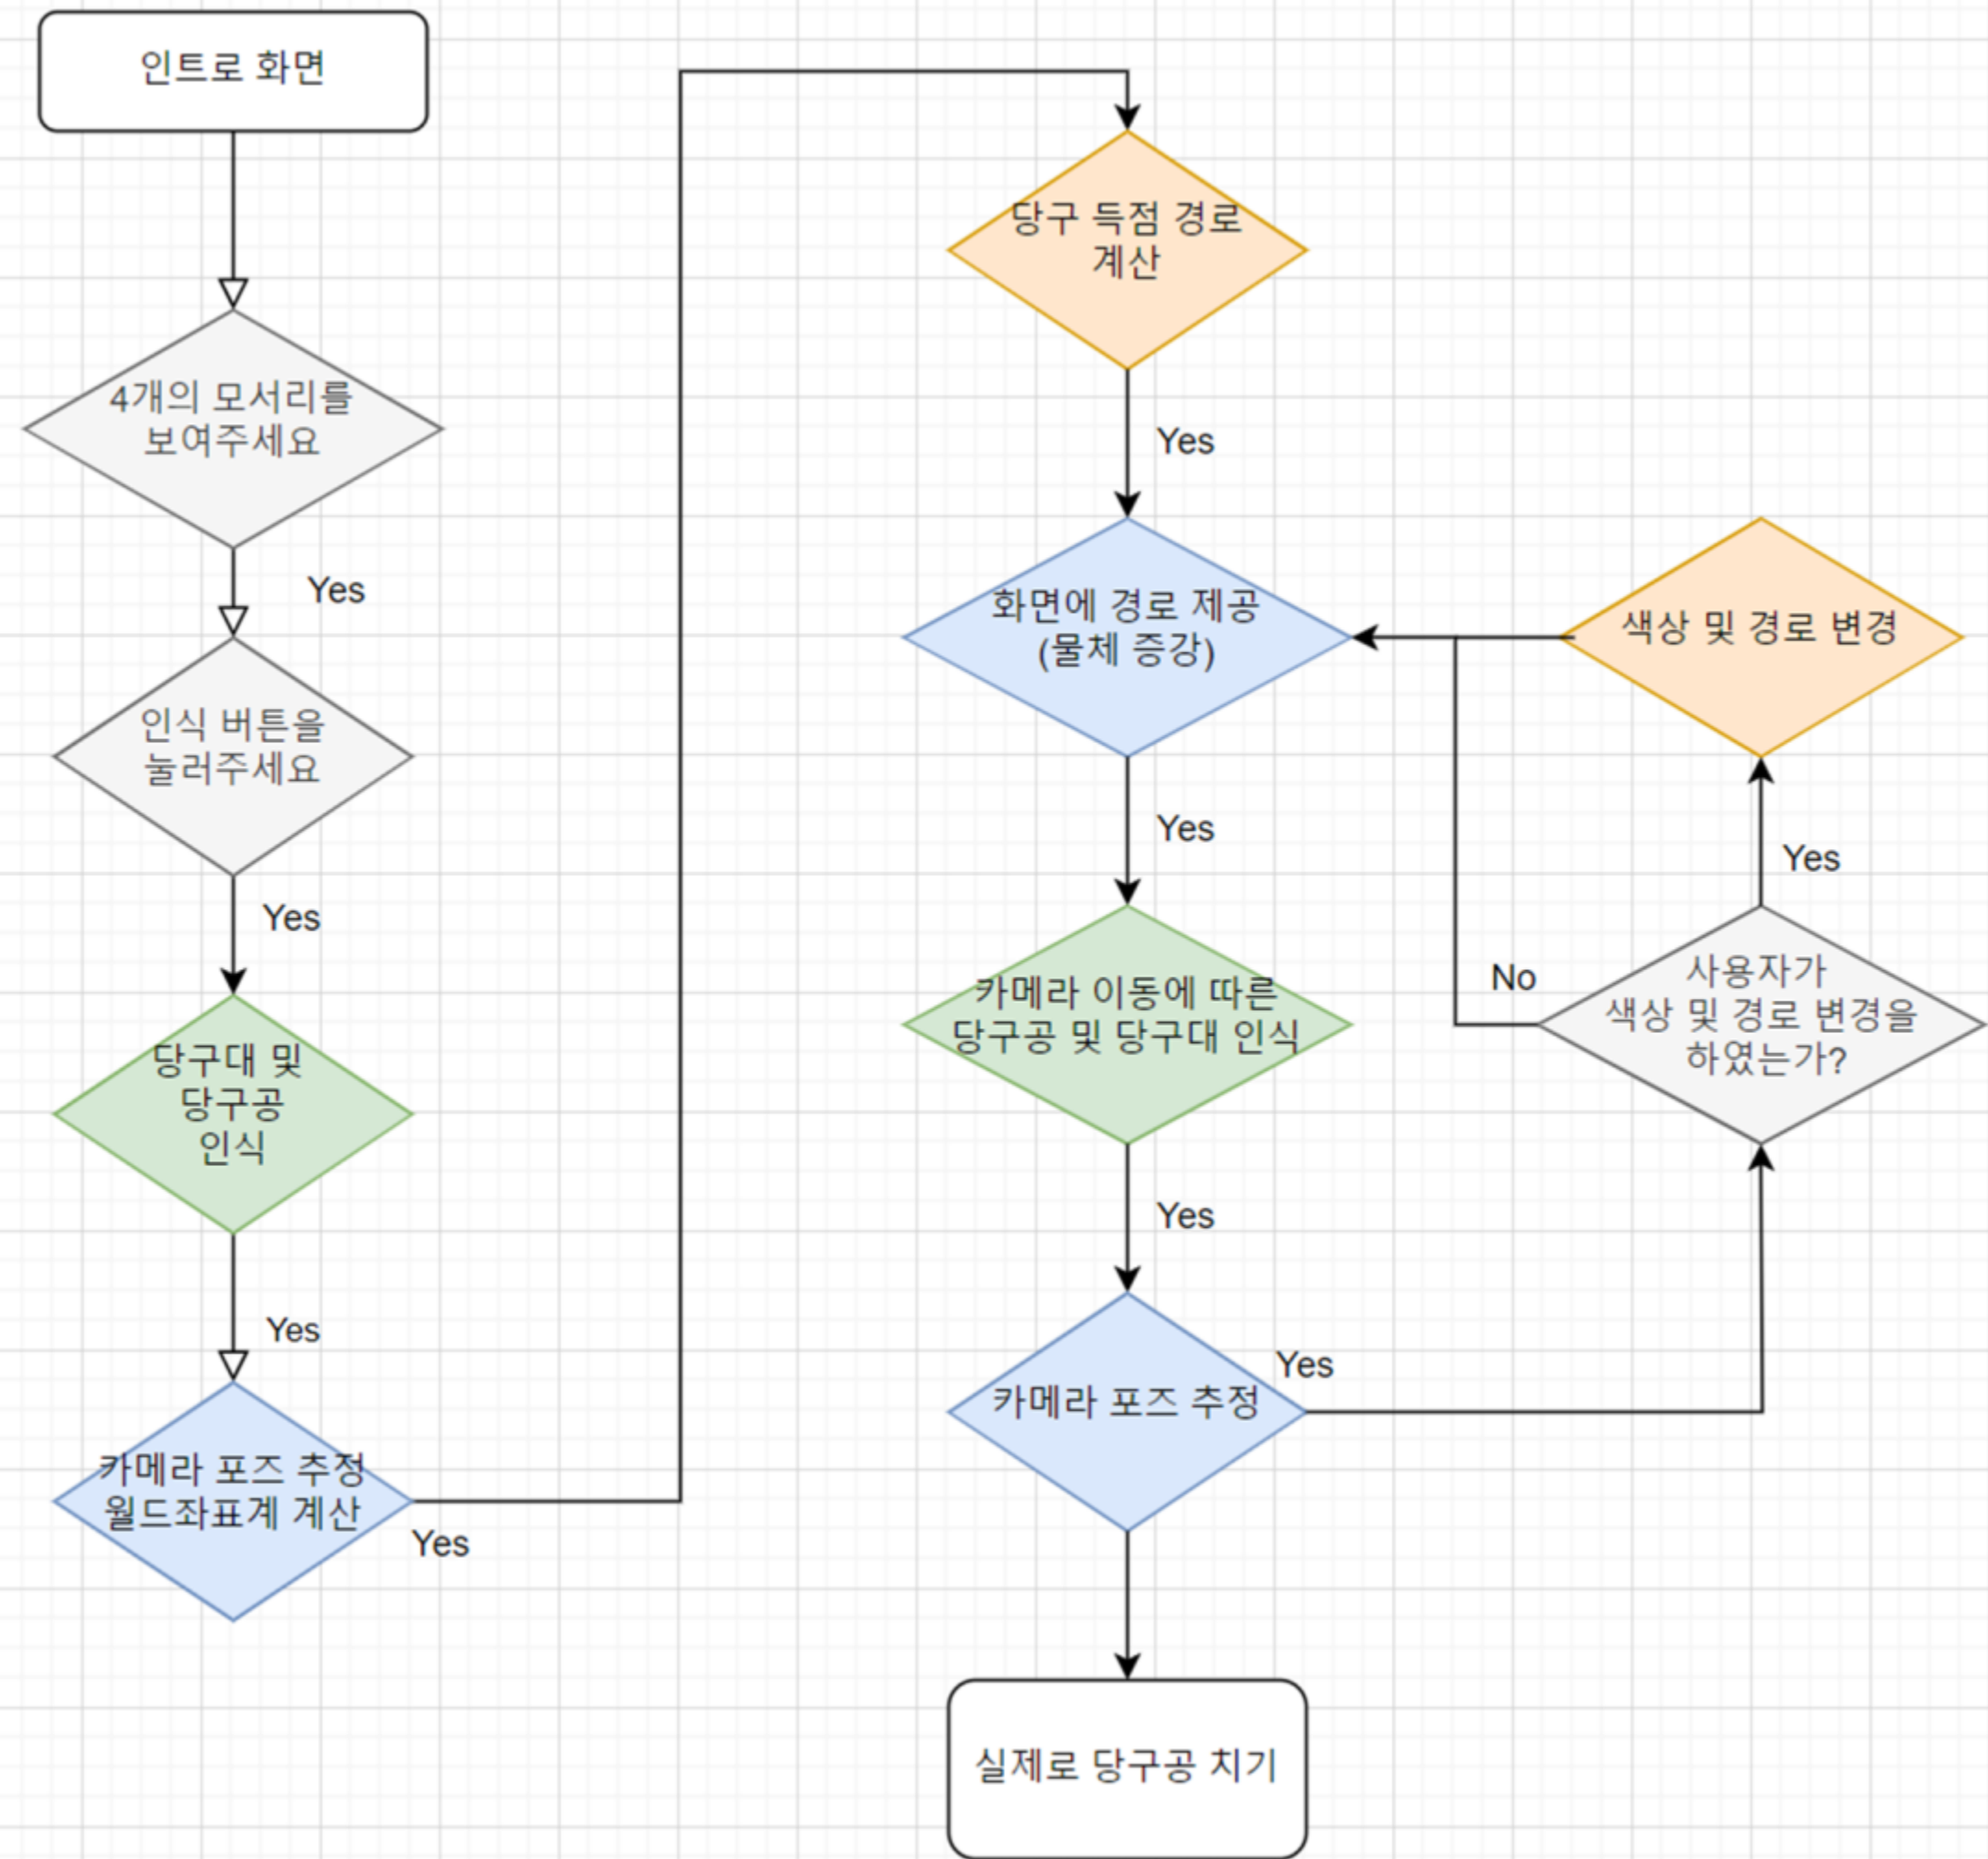 인트로 화면
4개의 모서리를
보여주세요
Yes
인식 버튼을
눌러주세요
Yes
당구대 및
당구공
인식
Yes
카메라 포즈 추정
월드좌표계 계산
Yes
당구 득점 경로
계산
Yes
화면에 경로 제공
(물체 증강)
Yes
카메라 이동에 따른
당구공 및 당구대 인식
Yes
카메라 포즈 추정
Yes
실제로 당구공 치기
사용자가
색상 및 경로 변경을
하였는가?
No
Yes
색상 및 경로 변경